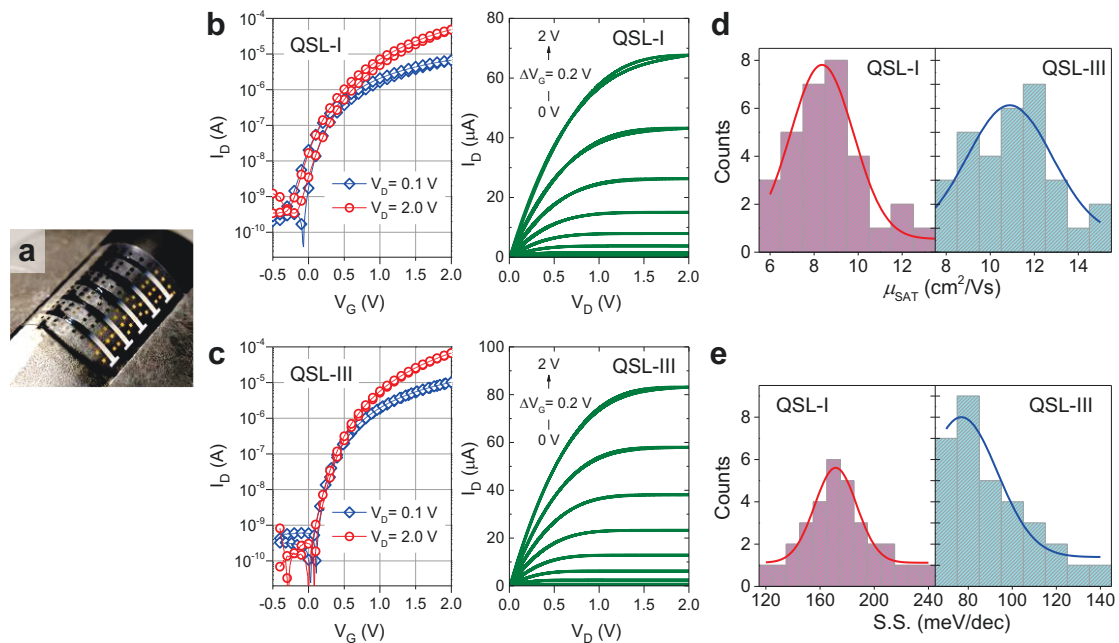 a
b
QSL-I
10⁻⁴
10⁻⁵
10⁻⁶
10⁻⁷
10⁻⁸
10⁻⁹
10⁻¹⁰
I_D (A)
V_D= 0.1 V
V_D= 2.0 V
-0.5 0.0 0.5 1.0 1.5 2.0
V_G (V)
QSL-I
80
60
40
20
0
I_D (μA)
2 V
ΔV_G= 0.2 V
0 V
0.0 0.5 1.0 1.5 2.0
V_D (V)
c
QSL-III
10⁻⁴
10⁻⁵
10⁻⁶
10⁻⁷
10⁻⁸
10⁻⁹
10⁻¹⁰
I_D (A)
V_D= 0.1 V
V_D= 2.0 V
-0.5 0.0 0.5 1.0 1.5 2.0
V_G (V)
QSL-III
100
80
60
40
20
0
I_D (μA)
2 V
ΔV_G= 0.2 V
0 V
0.0 0.5 1.0 1.5 2.0
V_D (V)
d
QSL-I QSL-III
8
6
4
2
0
Counts
6 8 10 12 8 10 12 14
μ_SAT (cm²/Vs)
e
QSL-I QSL-III
8
6
4
2
0
Counts
120 160 200 240 80 100 120 140
S.S. (meV/dec)